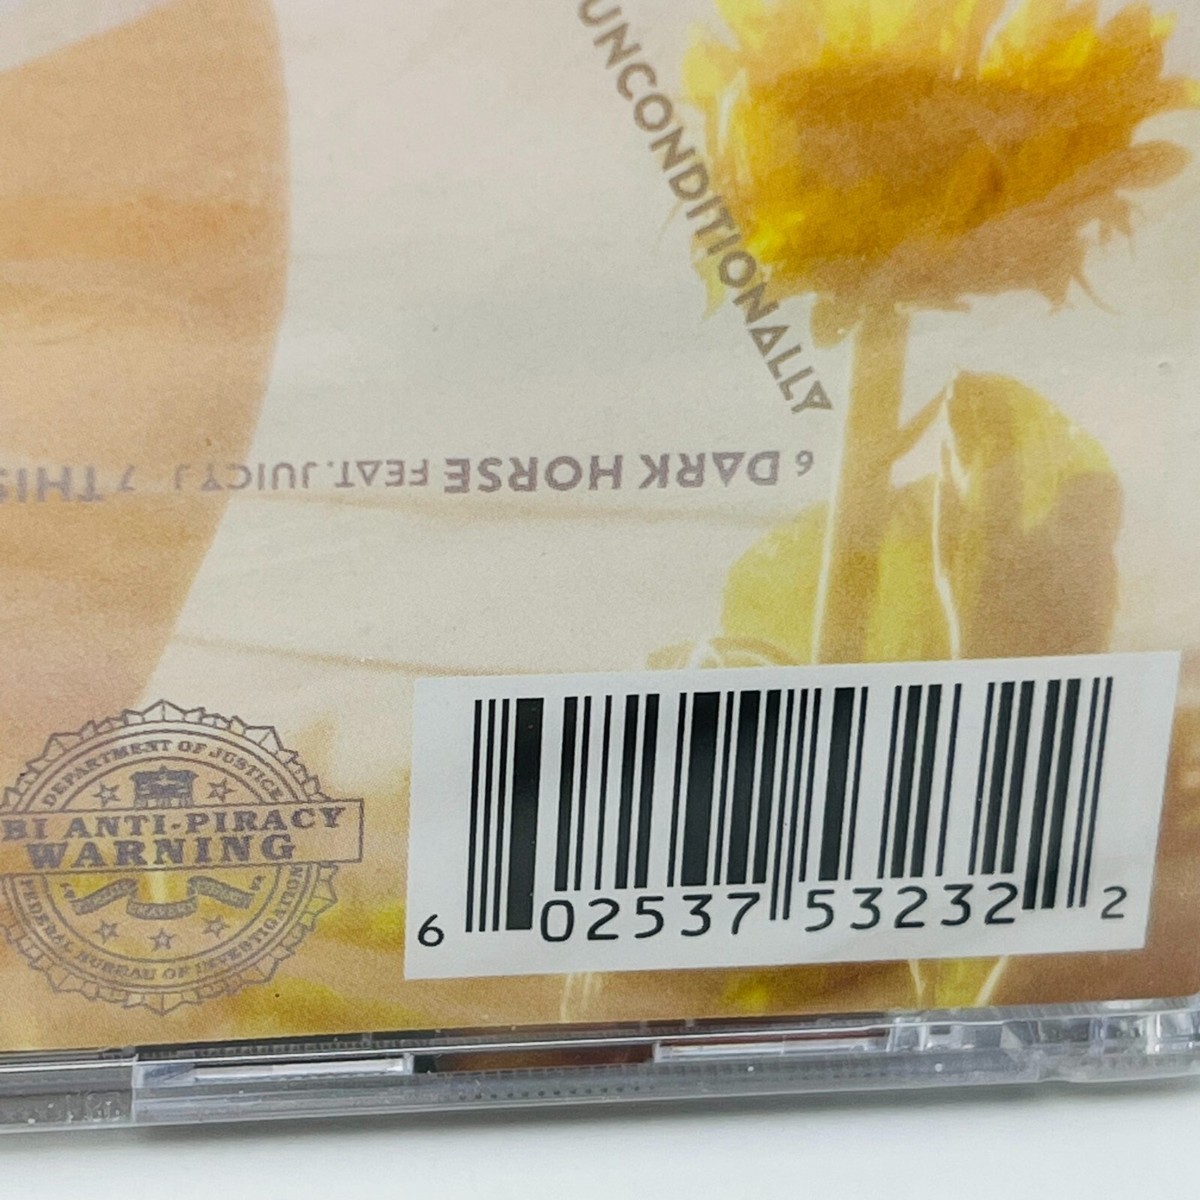 UNCONDITIONALLY
6 DARK HORSE FEAT. JUICY J 7 THIS
DEPARTMENT OF JUSTICE
BI ANTI-PIRACY
WARNING
FEDERAL BUREAU OF INVESTIGATION
6 02537 53232 2